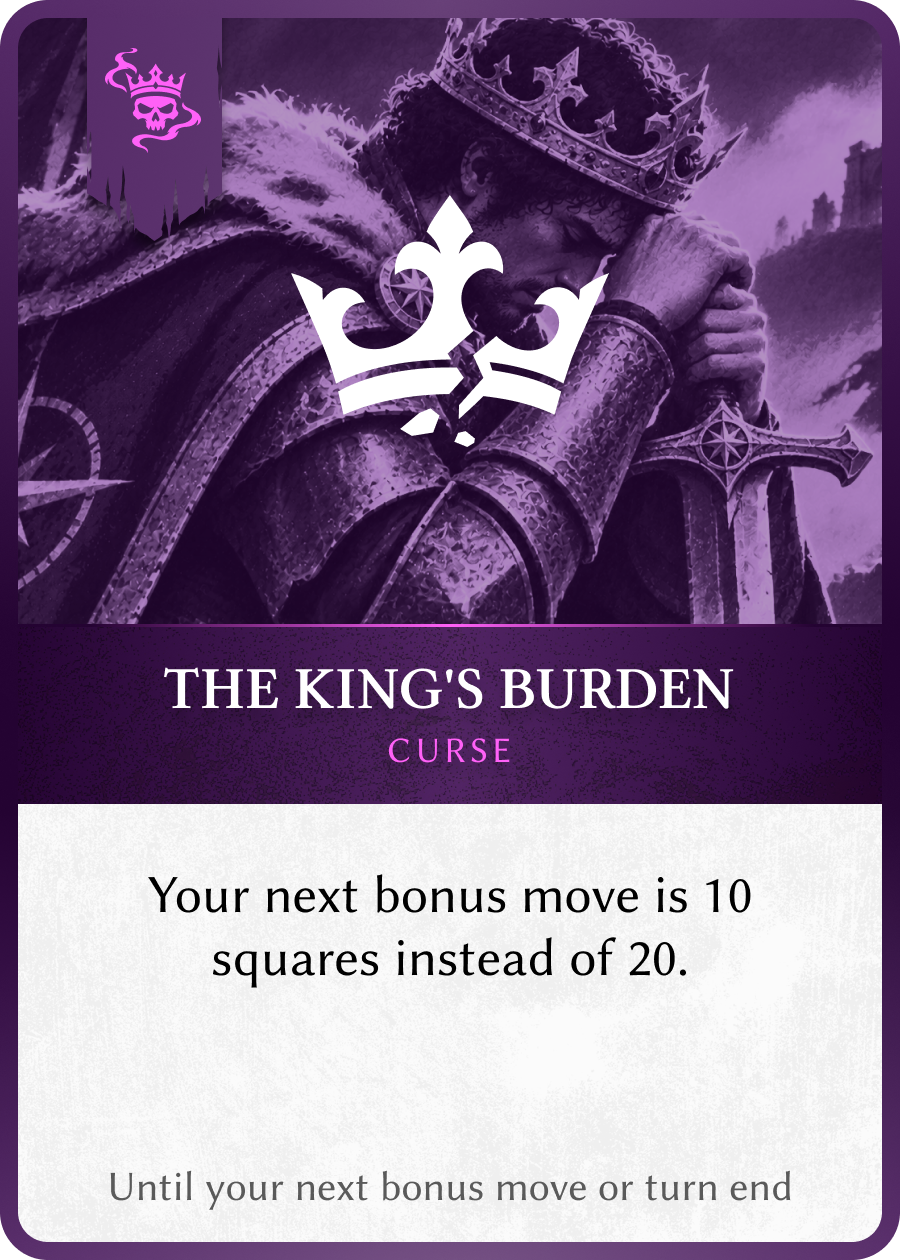 THE KING'S BURDEN
CURSE
Your next bonus move is 10
squares instead of 20.
Until your next bonus move or turn end